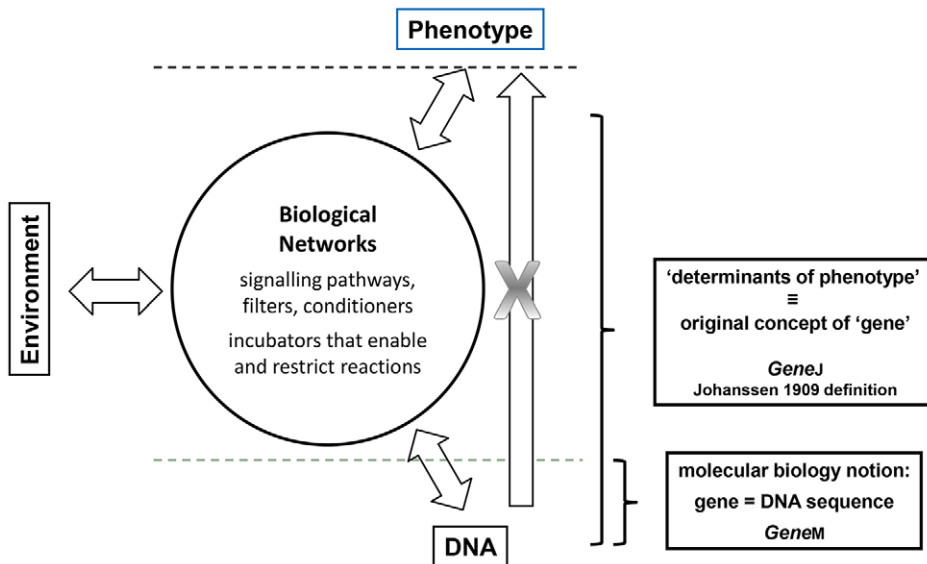 Phenotype
Environment
Biological
Networks
signalling pathways,
filters, conditioners
incubators that enable
and restrict reactions
X
DNA
‘determinants of phenotype’
≡
original concept of ‘gene’
GeneJ
Johanssen 1909 definition
molecular biology notion:
gene = DNA sequence
GeneM